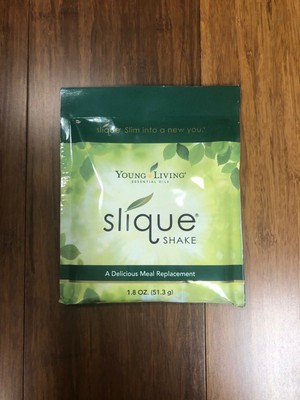 slique® Slim into a new you!
YOUNG LIVING®
ESSENTIAL OILS
slique®
SHAKE
A Delicious Meal Replacement
1.8 OZ. (51.3 g)